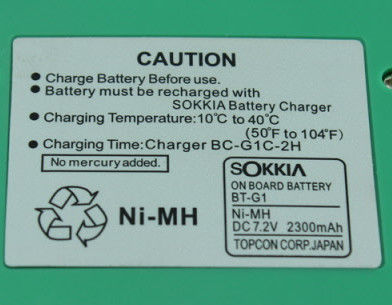 CAUTION
● Charge Battery Before use.
● Battery must be recharged with
SOKKIA Battery Charger
● Charging Temperature: 10°C to 40°C
(50°F to 104°F)
● Charging Time: Charger BC-G1C-2H
No mercury added.
Ni-MH
SOKKIA
ON BOARD BATTERY
BT-G1
Ni-MH
DC 7.2V 2300mAh
TOPCON CORP. JAPAN